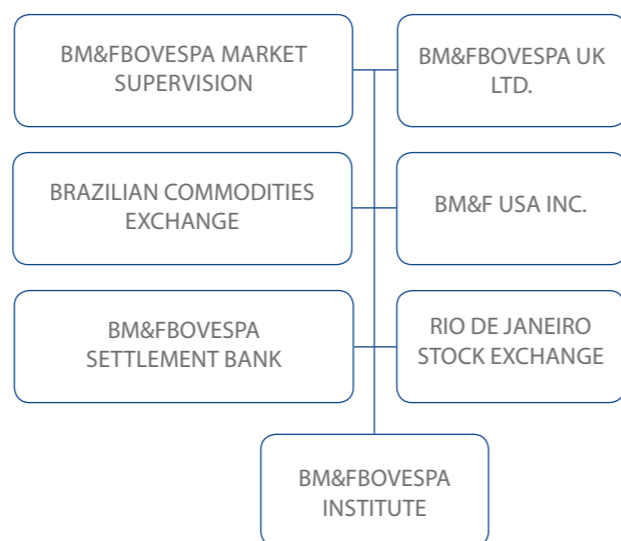 BM&FBOVESPA MARKET
SUPERVISION
BM&FBOVESPA UK
LTD.
BRAZILIAN COMMODITIES
EXCHANGE
BM&F USA INC.
BM&FBOVESPA
SETTLEMENT BANK
RIO DE JANEIRO
STOCK EXCHANGE
BM&FBOVESPA
INSTITUTE